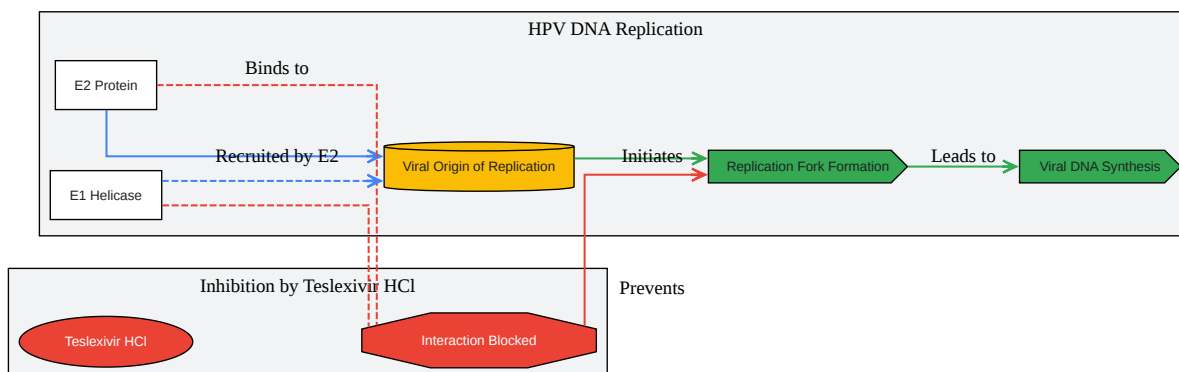 HPV DNA Replication
Binds to
E2 Protein
Recruited by E2
Viral Origin of Replication
Initiates
Replication Fork Formation
Leads to
Viral DNA Synthesis
E1 Helicase
Inhibition by Teslexivir HCl
Prevents
Teslexivir HCl
Interaction Blocked